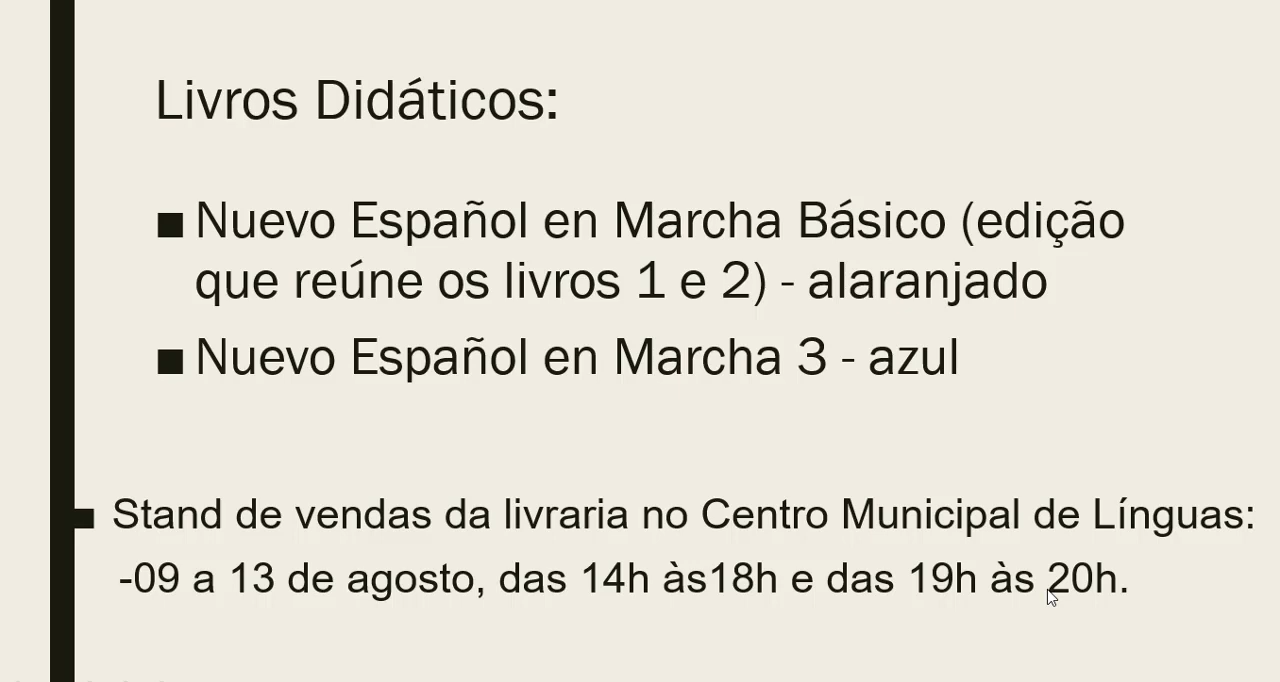 Livros Didáticos:
■ Nuevo Español en Marcha Básico (edição
que reúne os livros 1 e 2) - alaranjado
■ Nuevo Español en Marcha 3 - azul
■ Stand de vendas da livraria no Centro Municipal de Línguas:
-09 a 13 de agosto, das 14h às18h e das 19h às 20h.